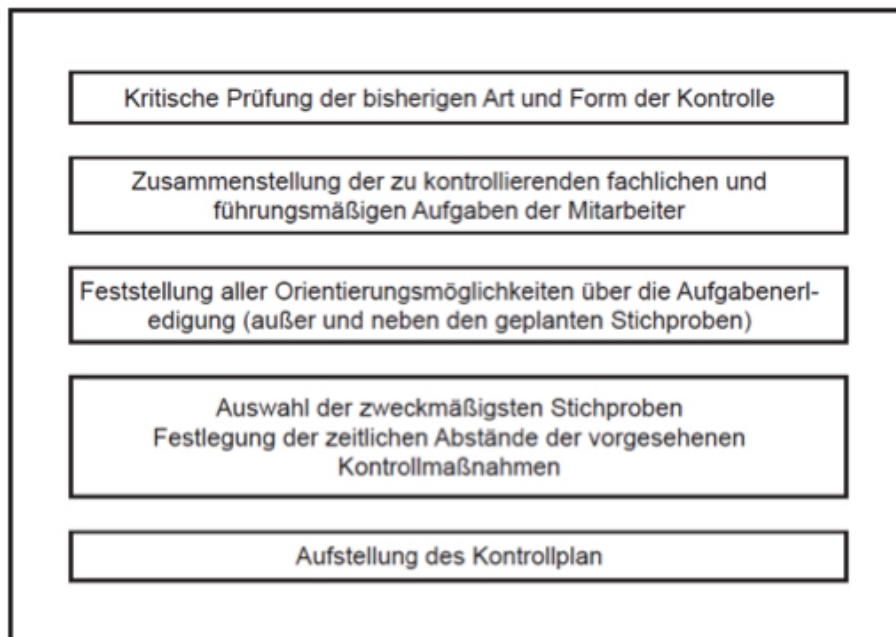 Kritische Prüfung der bisherigen Art und Form der Kontrolle
Zusammenstellung der zu kontrollierenden fachlichen und
führungsmäßigen Aufgaben der Mitarbeiter
Feststellung aller Orientierungsmöglichkeiten über die Aufgabenerl-
edigung (außer und neben den geplanten Stichproben)
Auswahl der zweckmäßigsten Stichproben
Festlegung der zeitlichen Abstände der vorgesehenen
Kontrollmaßnahmen
Aufstellung des Kontrollplan